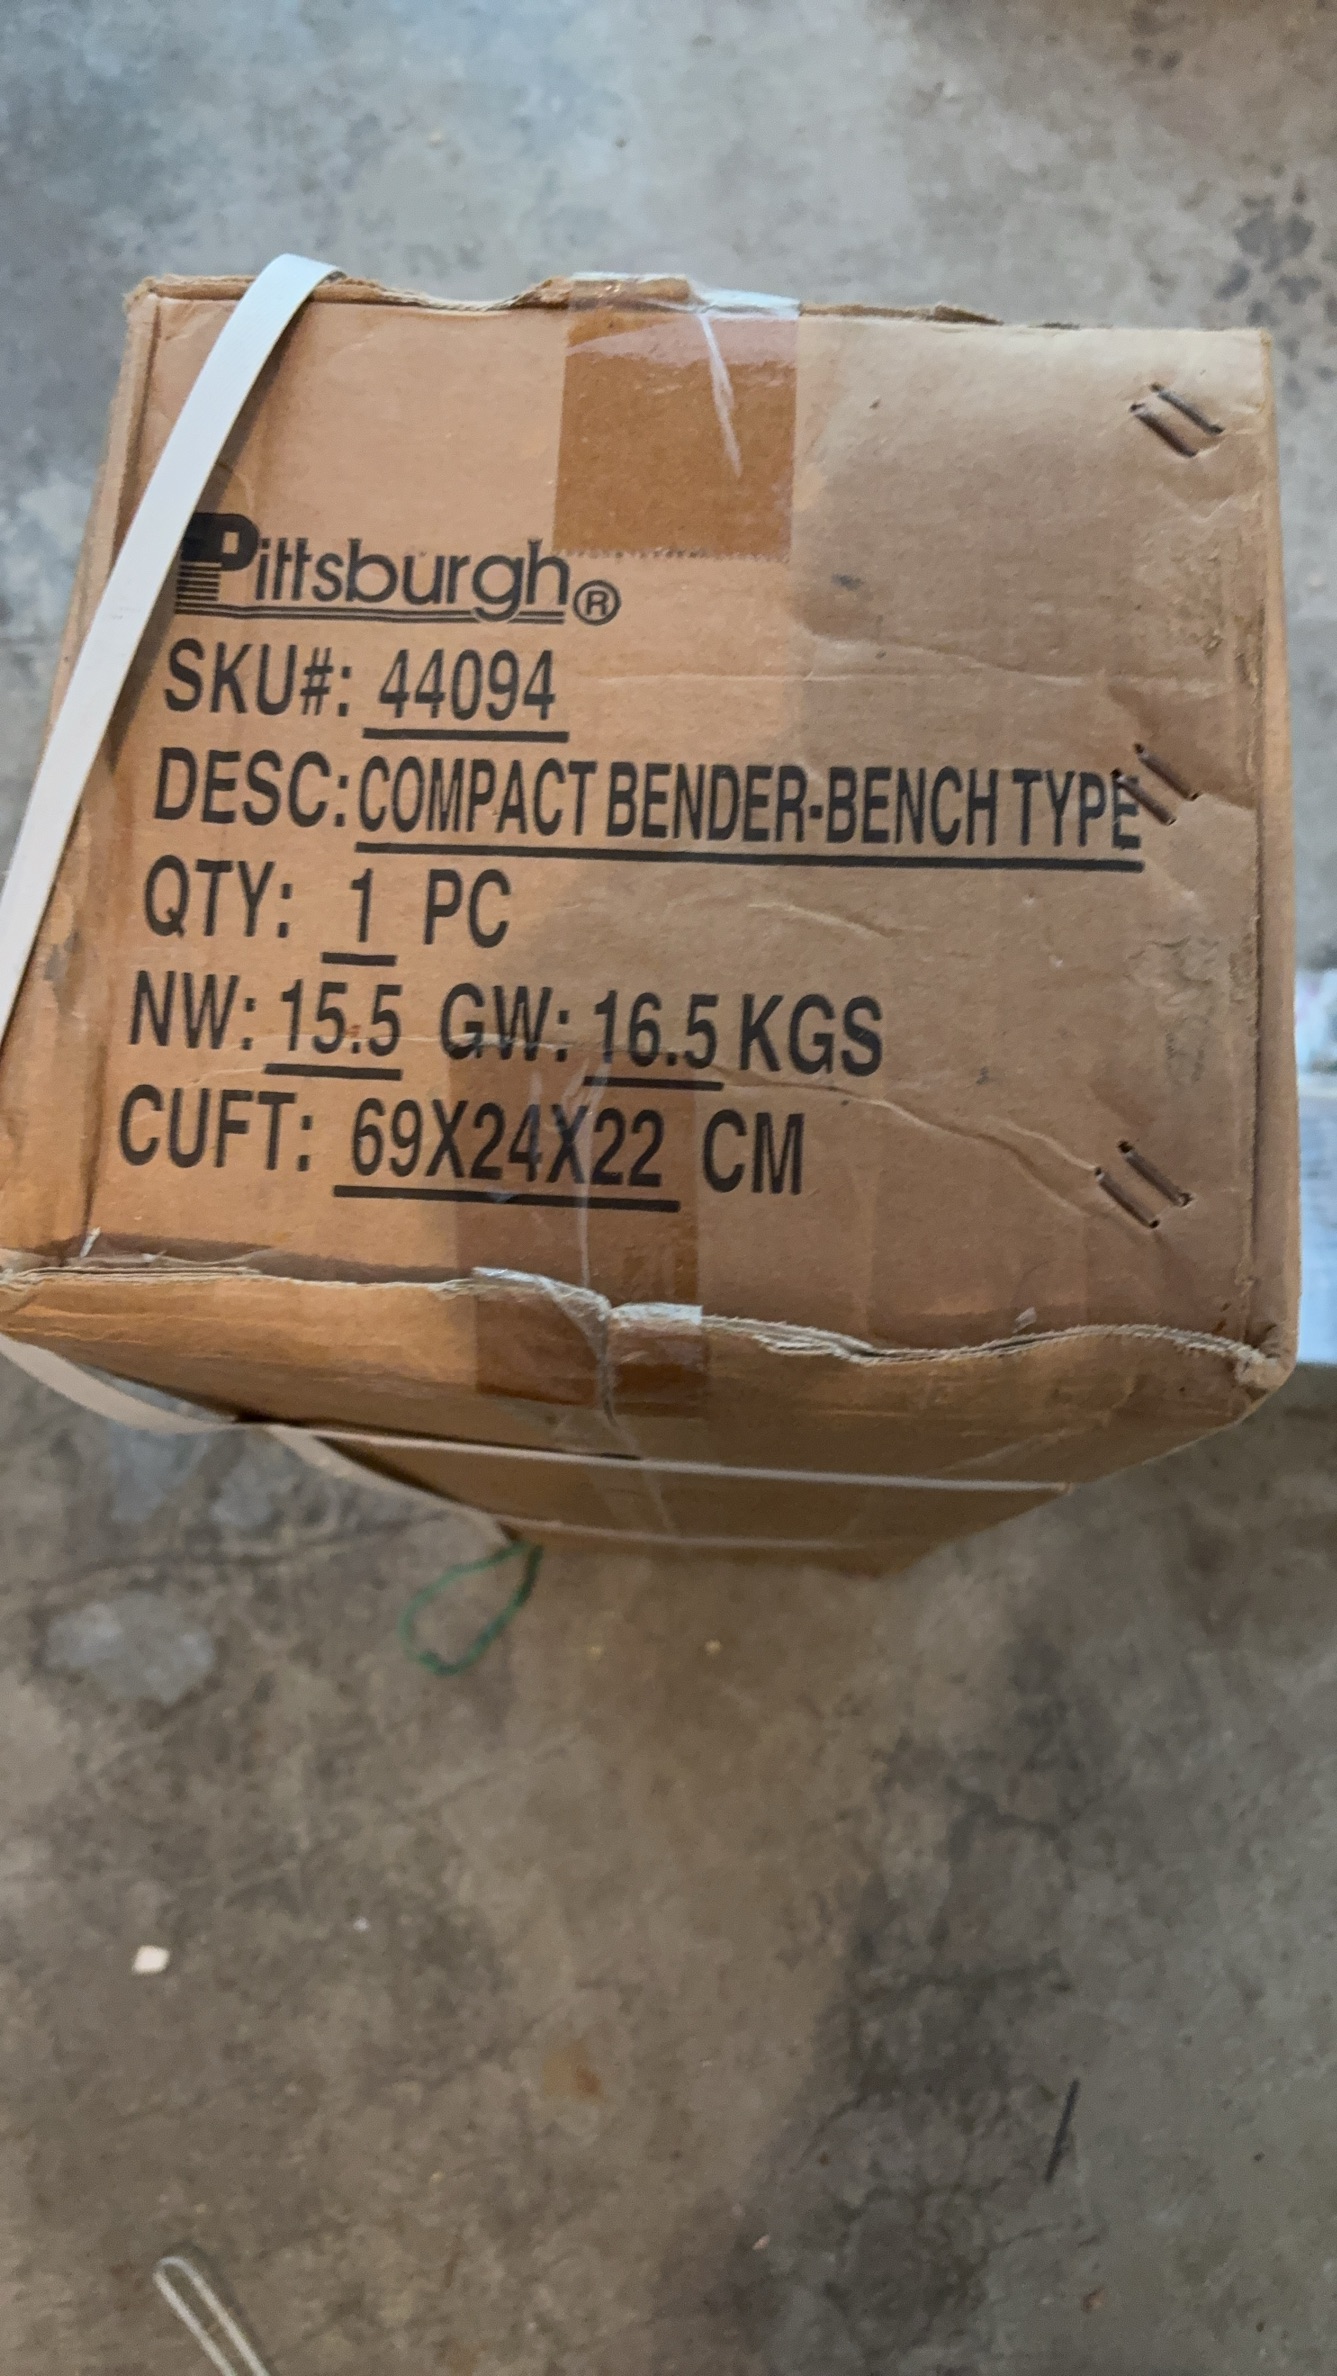 Pittsburgh®
SKU#: 44094
DESC: COMPACT BENDER-BENCH TYPE
QTY: 1 PC
NW: 15.5 GW: 16.5 KGS
CUFT: 69X24X22 CM